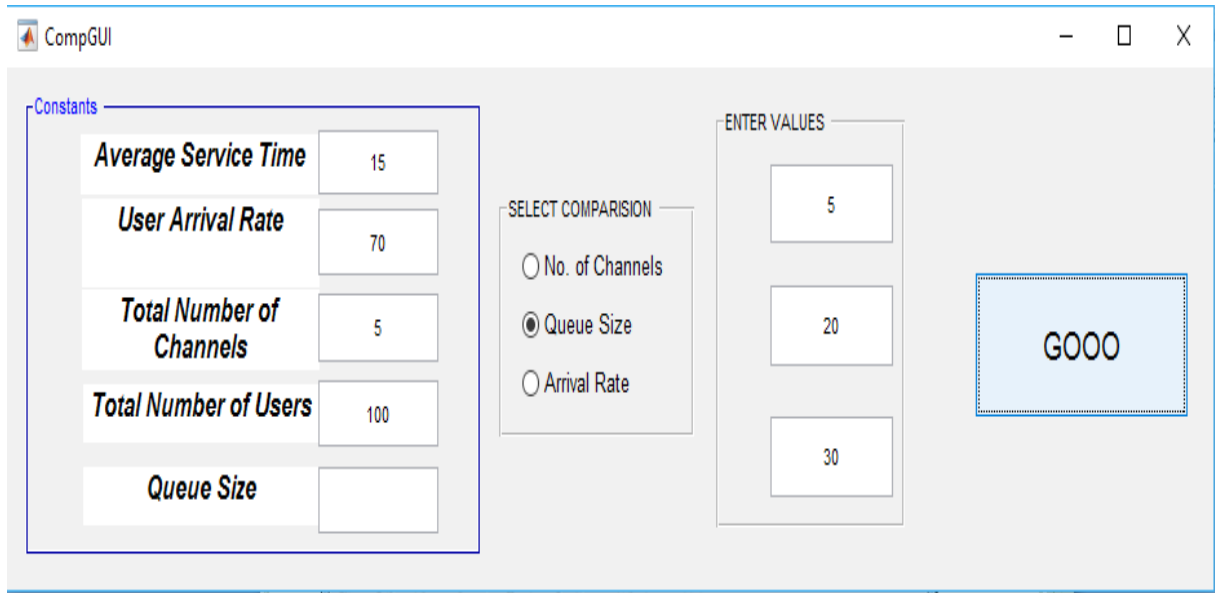 CompGUI
Constants
Average Service Time
15
User Arrival Rate
70
Total Number of
Channels
5
Total Number of Users
100
Queue Size
SELECT COMPARISION
No. of Channels
Queue Size
Arrival Rate
ENTER VALUES
5
20
30
GOOO